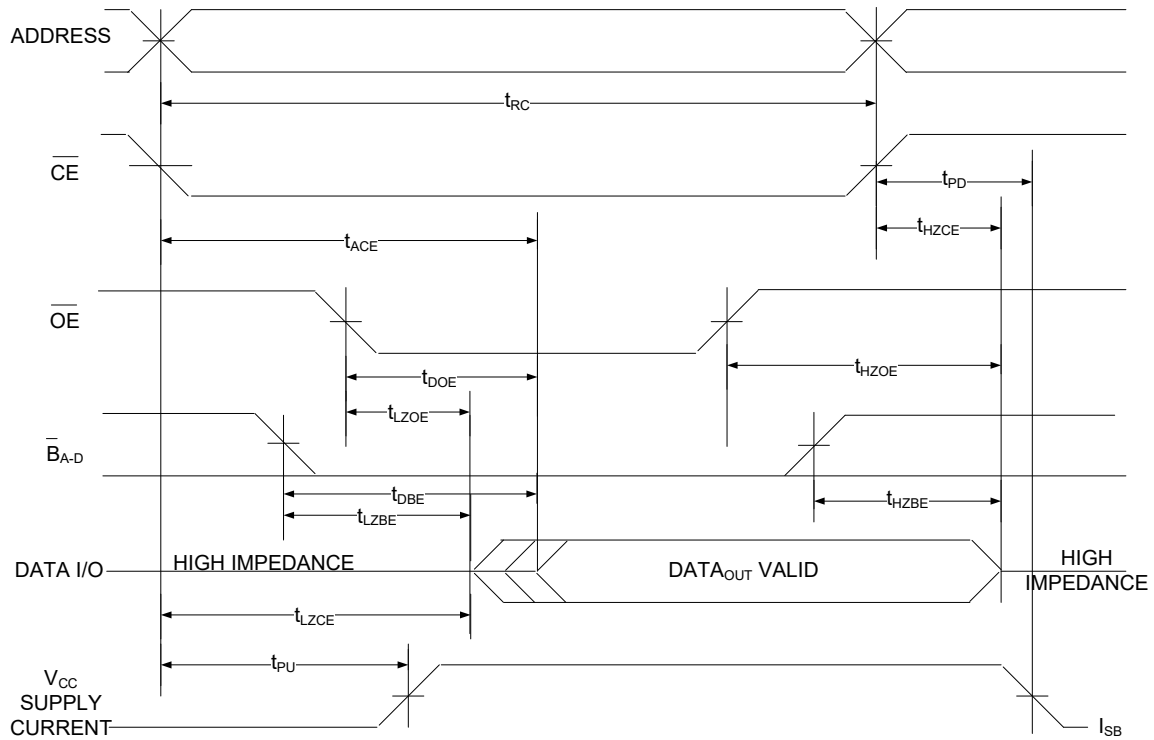 ADDRESS
tRC
CE
tPD
tHZCE
tACE
OE
tDOE
tHZOE
tLZOE
BA-D
tDBE
tHZBE
tLZBE
DATA I/O
HIGH IMPEDANCE
DATAOUT VALID
HIGH
IMPEDANCE
tLZCE
tPU
VCC
SUPPLY
CURRENT
ISB